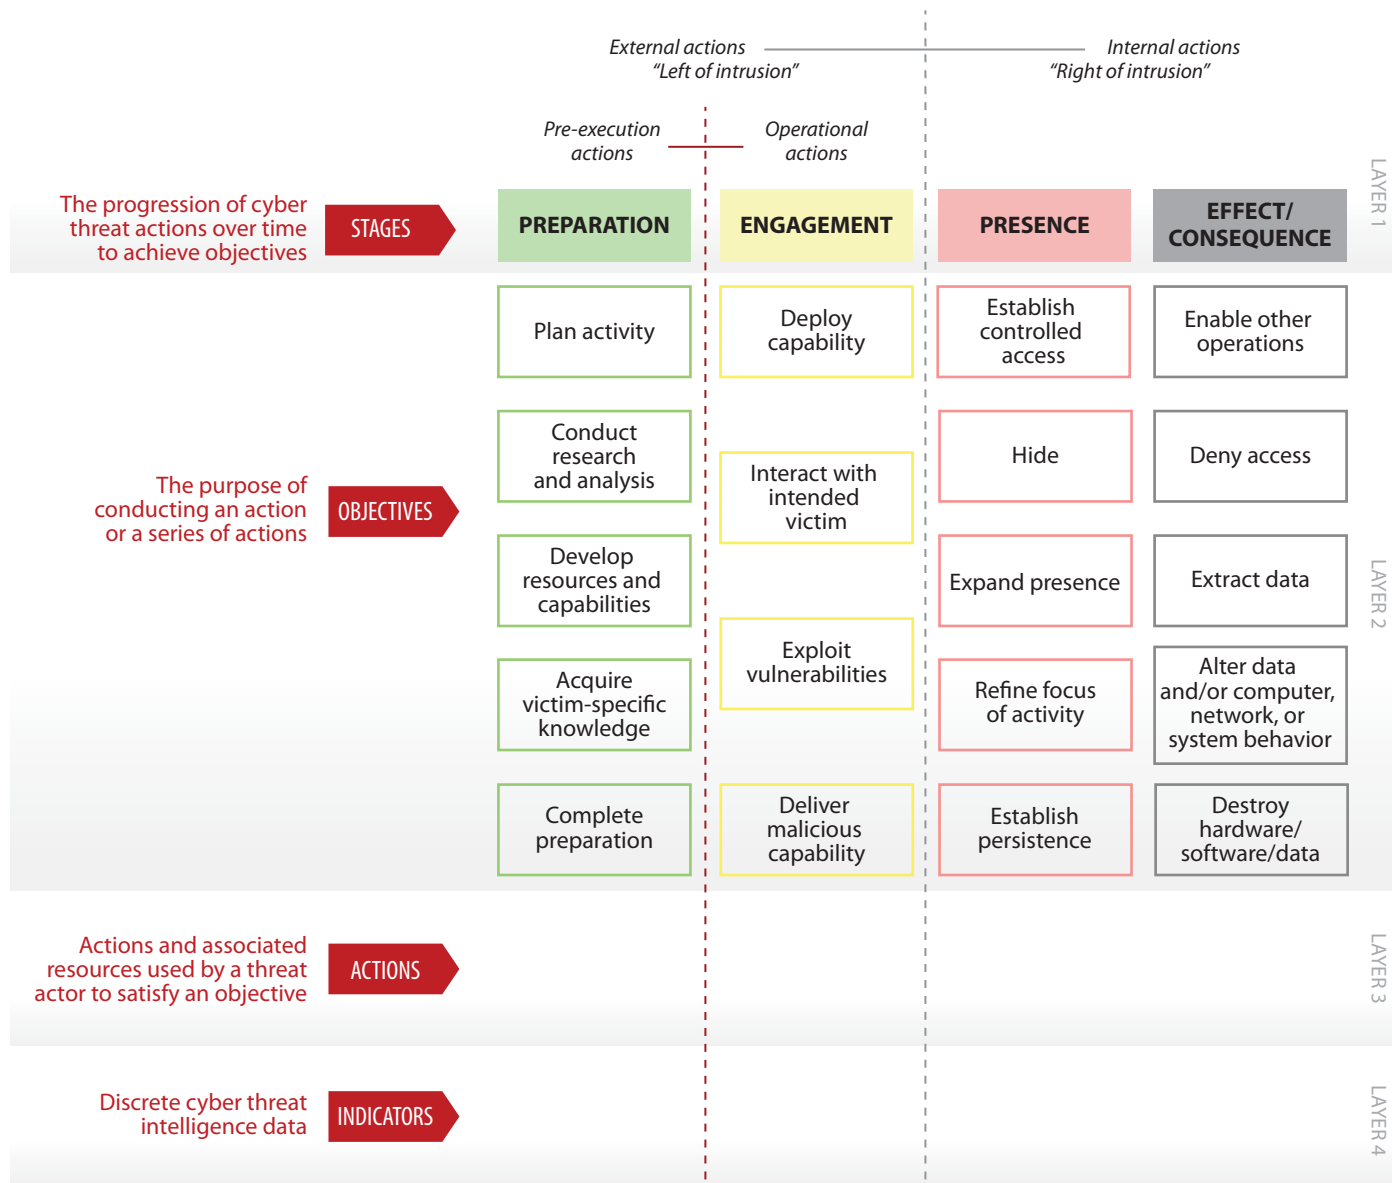 External actions
"Left of intrusion"
Internal actions
"Right of intrusion"
Pre-execution
actions
Operational
actions
LAYER 1
The progression of cyber
threat actions over time
to achieve objectives
STAGES
PREPARATION
ENGAGEMENT
PRESENCE
EFFECT/
CONSEQUENCE
Plan activity
Deploy
capability
Establish
controlled
access
Enable other
operations
The purpose of
conducting an action
or a series of actions
OBJECTIVES
Conduct
research
and analysis
Interact with
intended
victim
Hide
Deny access
Develop
resources and
capabilities
Expand presence
Extract data
LAYER 2
Acquire
victim-specific
knowledge
Exploit
vulnerabilities
Refine focus
of activity
Alter data
and/or computer,
network, or
system behavior
Complete
preparation
Deliver
malicious
capability
Establish
persistence
Destroy
hardware/
software/data
Actions and associated
resources used by a threat
actor to satisfy an objective
ACTIONS
LAYER 3
Discrete cyber threat
intelligence data
INDICATORS
LAYER 4